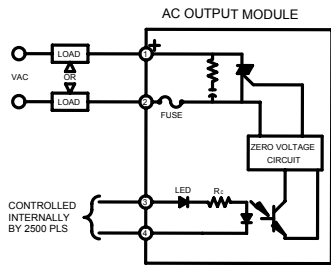 AC OUTPUT MODULE
LOAD
1
+
VAC
OR
LOAD
2
FUSE
ZERO VOLTAGE
CIRCUIT
CONTROLLED
INTERNALLY
BY 2500 PLS
3
LED
Rc
4